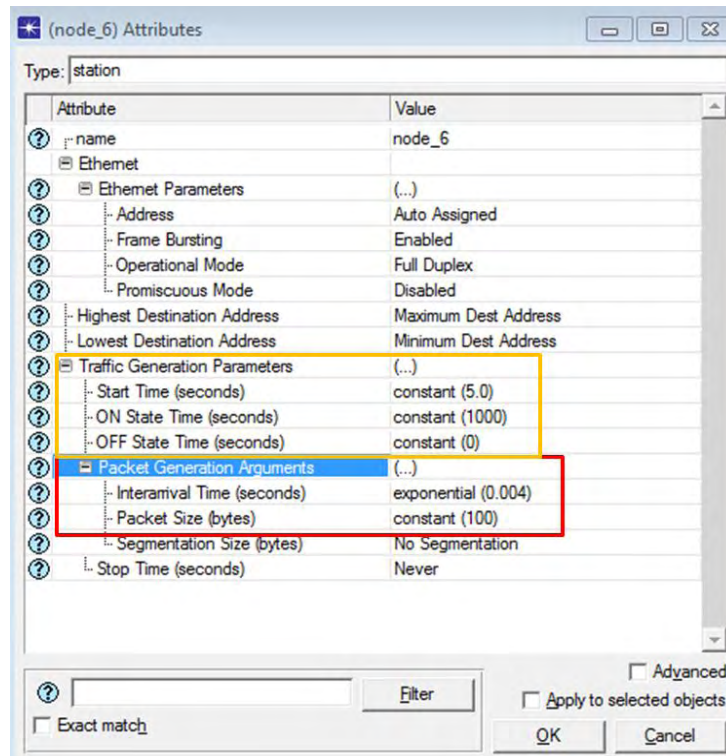 (node_6) Attributes
Type: station
Attribute Value
name node_6
Ethernet
Ethernet Parameters (...)
Address Auto Assigned
Frame Bursting Enabled
Operational Mode Full Duplex
Promiscuous Mode Disabled
Highest Destination Address Maximum Dest Address
Lowest Destination Address Minimum Dest Address
Traffic Generation Parameters (...)
Start Time (seconds) constant (5.0)
ON State Time (seconds) constant (1000)
OFF State Time (seconds) constant (0)
Packet Generation Arguments (...)
Interarrival Time (seconds) exponential (0.004)
Packet Size (bytes) constant (100)
Segmentation Size (bytes) No Segmentation
Stop Time (seconds) Never
Advanced
Filter Apply to selected objects
Exact match OK Cancel